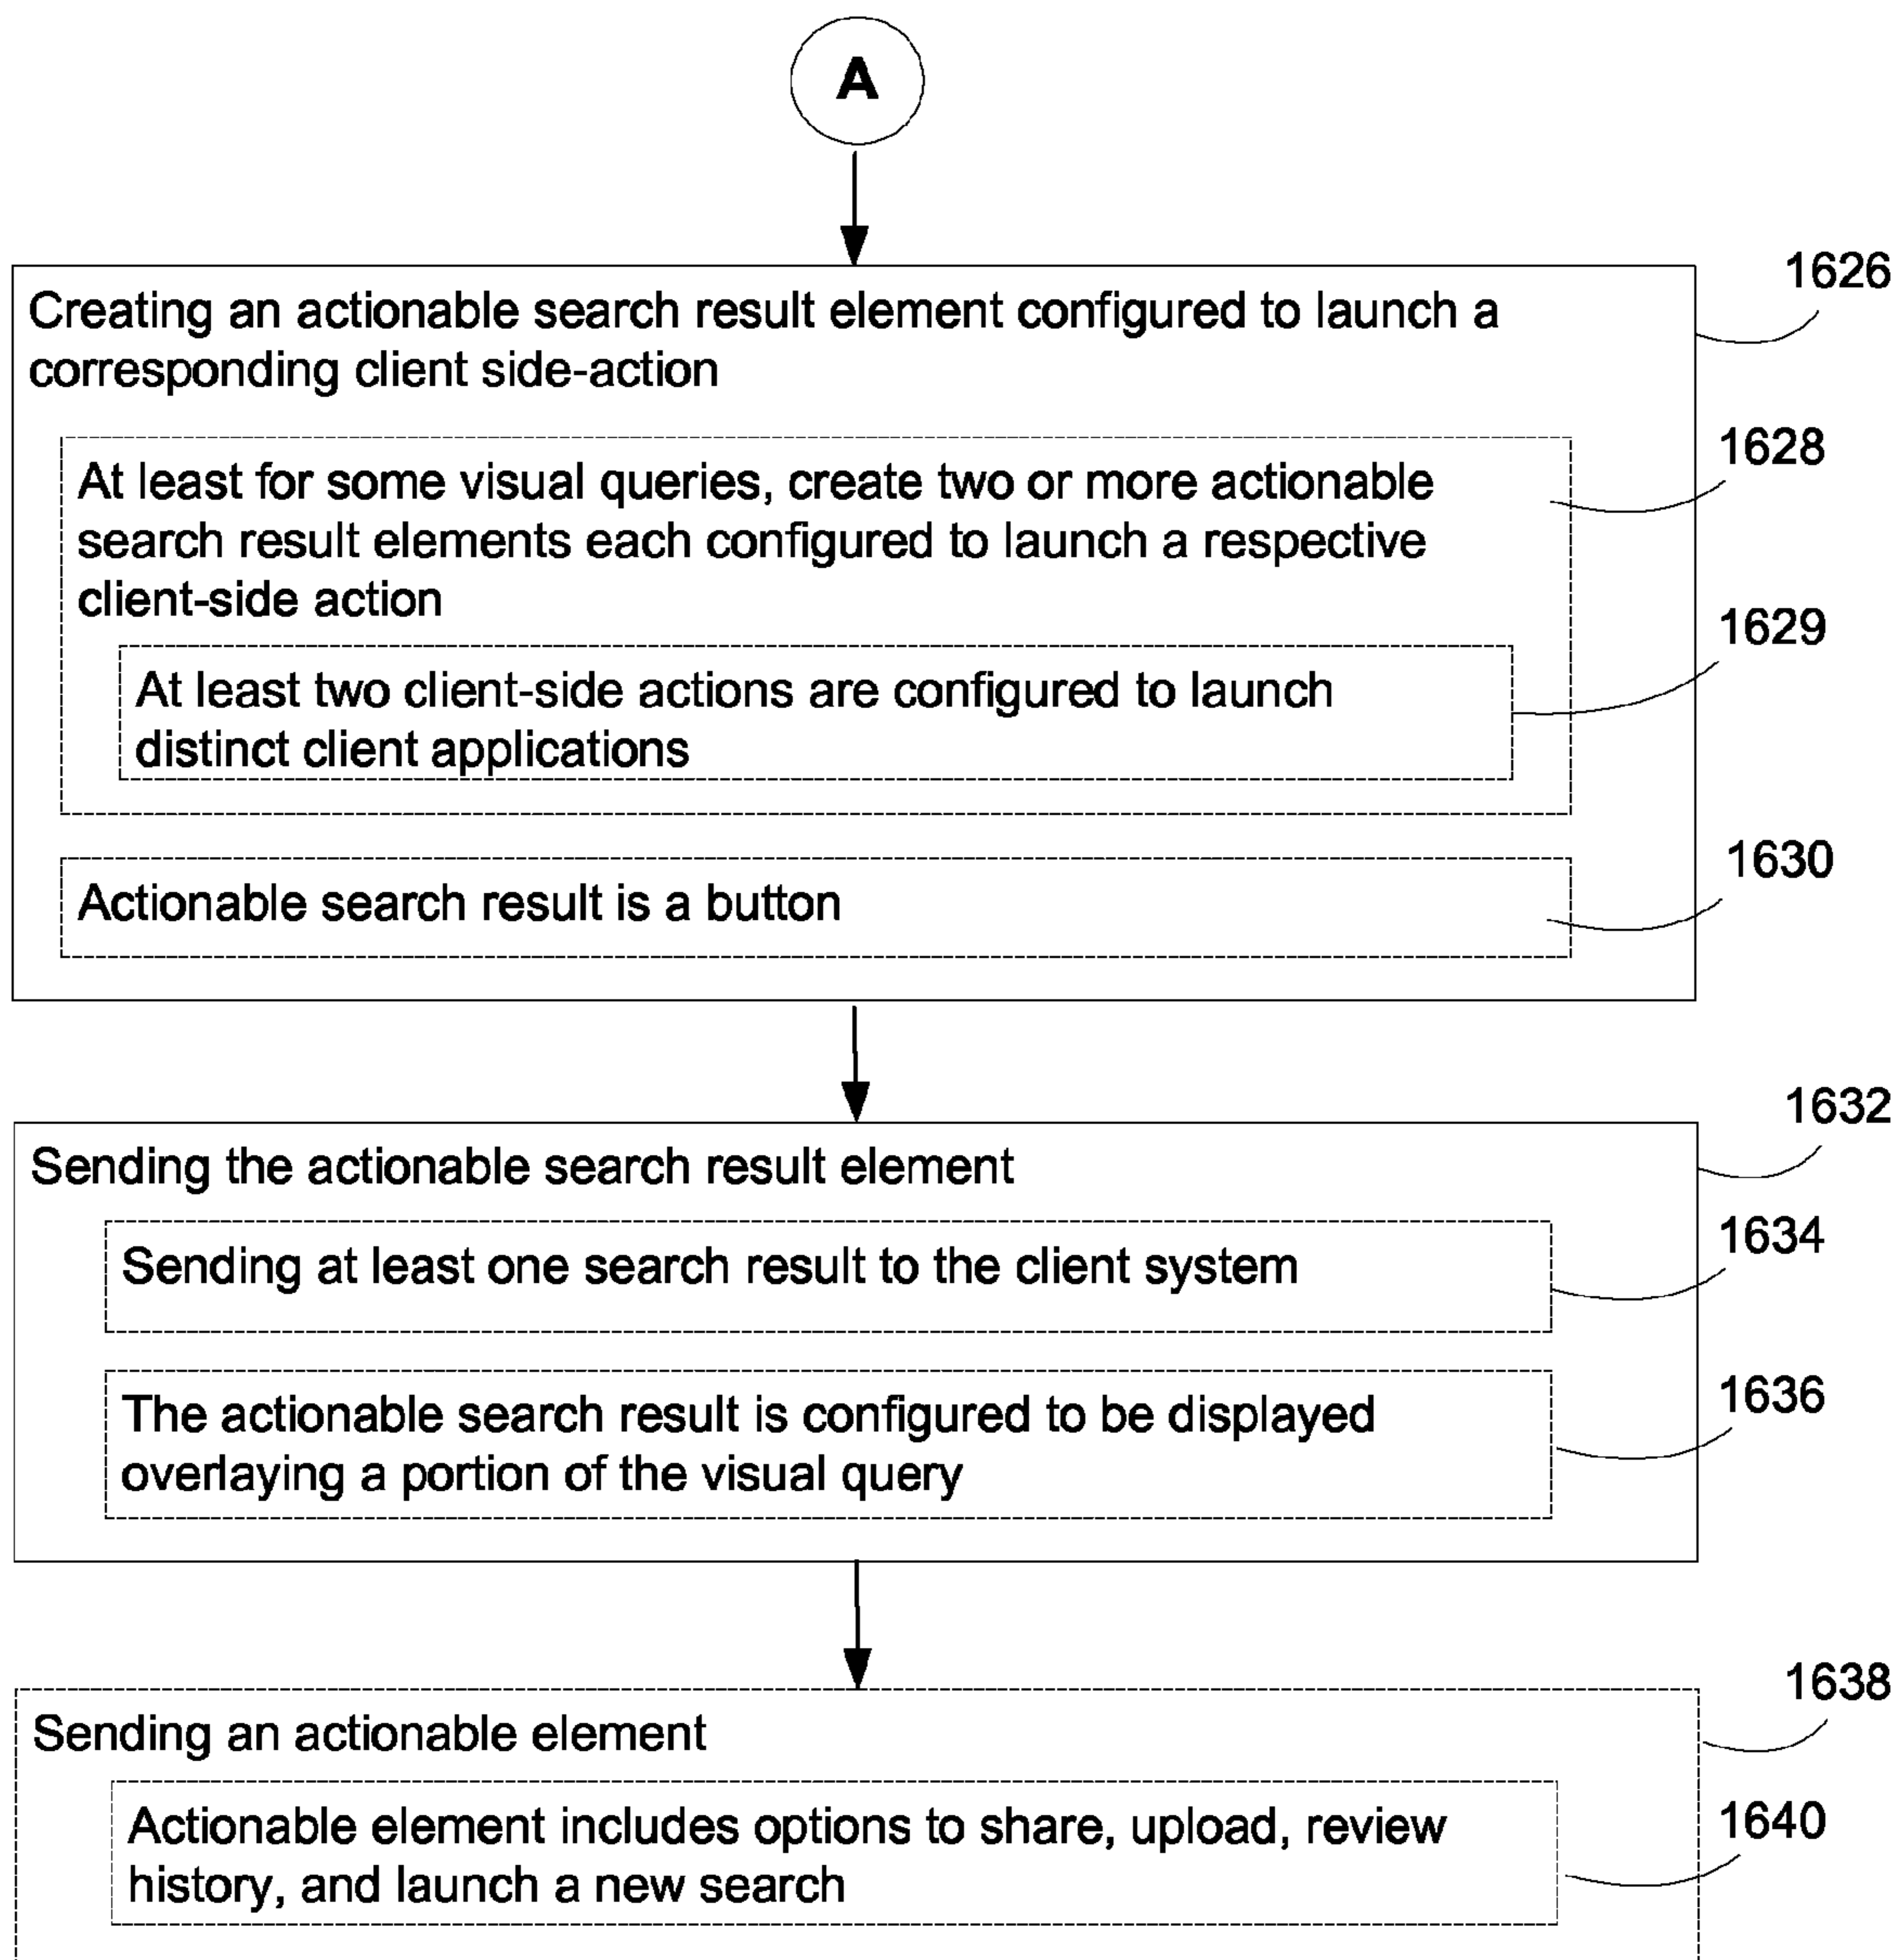 A
1626
Creating an actionable search result element configured to launch a
corresponding client side-action
1628
At least for some visual queries, create two or more actionable
search result elements each configured to launch a respective
client-side action
1629
At least two client-side actions are configured to launch
distinct client applications
1630
Actionable search result is a button
1632
Sending the actionable search result element
1634
Sending at least one search result to the client system
1636
The actionable search result is configured to be displayed
overlaying a portion of the visual query
1638
Sending an actionable element
1640
Actionable element includes options to share, upload, review
history, and launch a new search